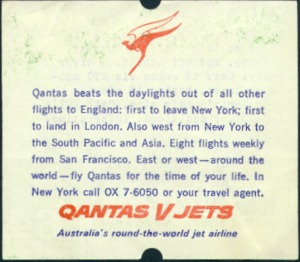 Qantas beats the daylights out of all other
flights to England: first to leave New York; first
to land in London. Also west from New York to
the South Pacific and Asia. Eight flights weekly
from San Francisco. East or west—around the
world—fly Qantas for the time of your life. In
New York call OX 7-6050 or your travel agent.
QANTAS V JETS
Australia's round-the-world jet airline